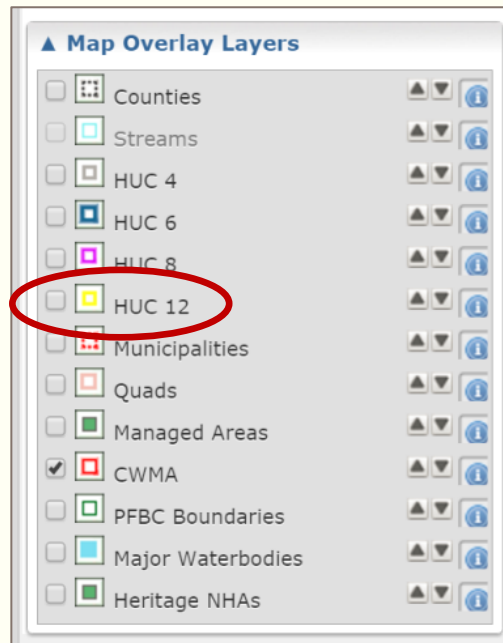 ▲ Map Overlay Layers
Counties
Streams
HUC 4
HUC 6
HUC 8
HUC 12
Municipalities
Quads
Managed Areas
CWMA
PFBC Boundaries
Major Waterbodies
Heritage NHAs